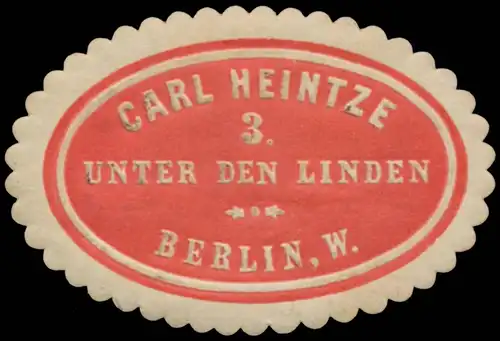 CARL HEINTZE
3.
UNTER DEN LINDEN
BERLIN, W.